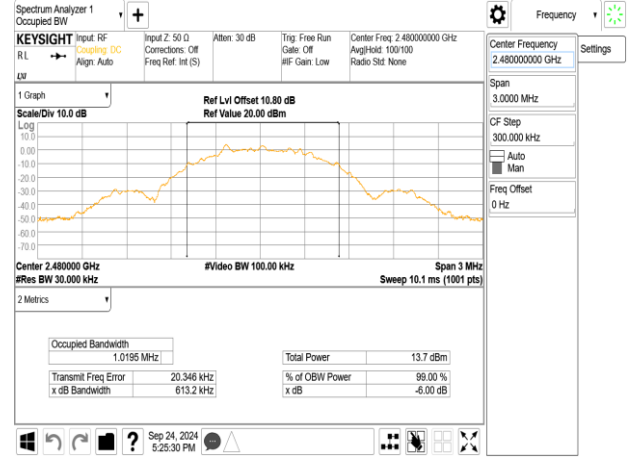 Spectrum Analyzer 1
Occupied BW
Frequency
KEYSIGHT
RL
LXI
Input: RF
Coupling: DC
Align: Auto
Input Z: 50 Ω
Corrections: Off
Freq Ref: Int (S)
Atten: 30 dB
Trig: Free Run
Gate: Off
#IF Gain: Low
Center Freq: 2.480000000 GHz
Avg|Hold: 100/100
Radio Std: None
Center Frequency
2.480000000 GHz
Settings
Span
3.0000 MHz
CF Step
300.000 kHz
Auto
Man
Freq Offset
0 Hz
1 Graph
Scale/Div 10.0 dB
Ref Lvl Offset 10.80 dB
Ref Value 20.00 dBm
Log
10.0
0.00
-10.0
-20.0
-30.0
-40.0
-50.0
-60.0
-70.0
Center 2.480000 GHz
#Video BW 100.00 kHz
Span 3 MHz
#Res BW 30.000 kHz
Sweep 10.1 ms (1001 pts)
2 Metrics
Occupied Bandwidth
1.0195 MHz
Total Power 13.7 dBm
Transmit Freq Error 20.346 kHz
% of OBW Power 99.00 %
x dB Bandwidth 613.2 kHz
x dB -6.00 dB
?
Sep 24, 2024
5:25:30 PM